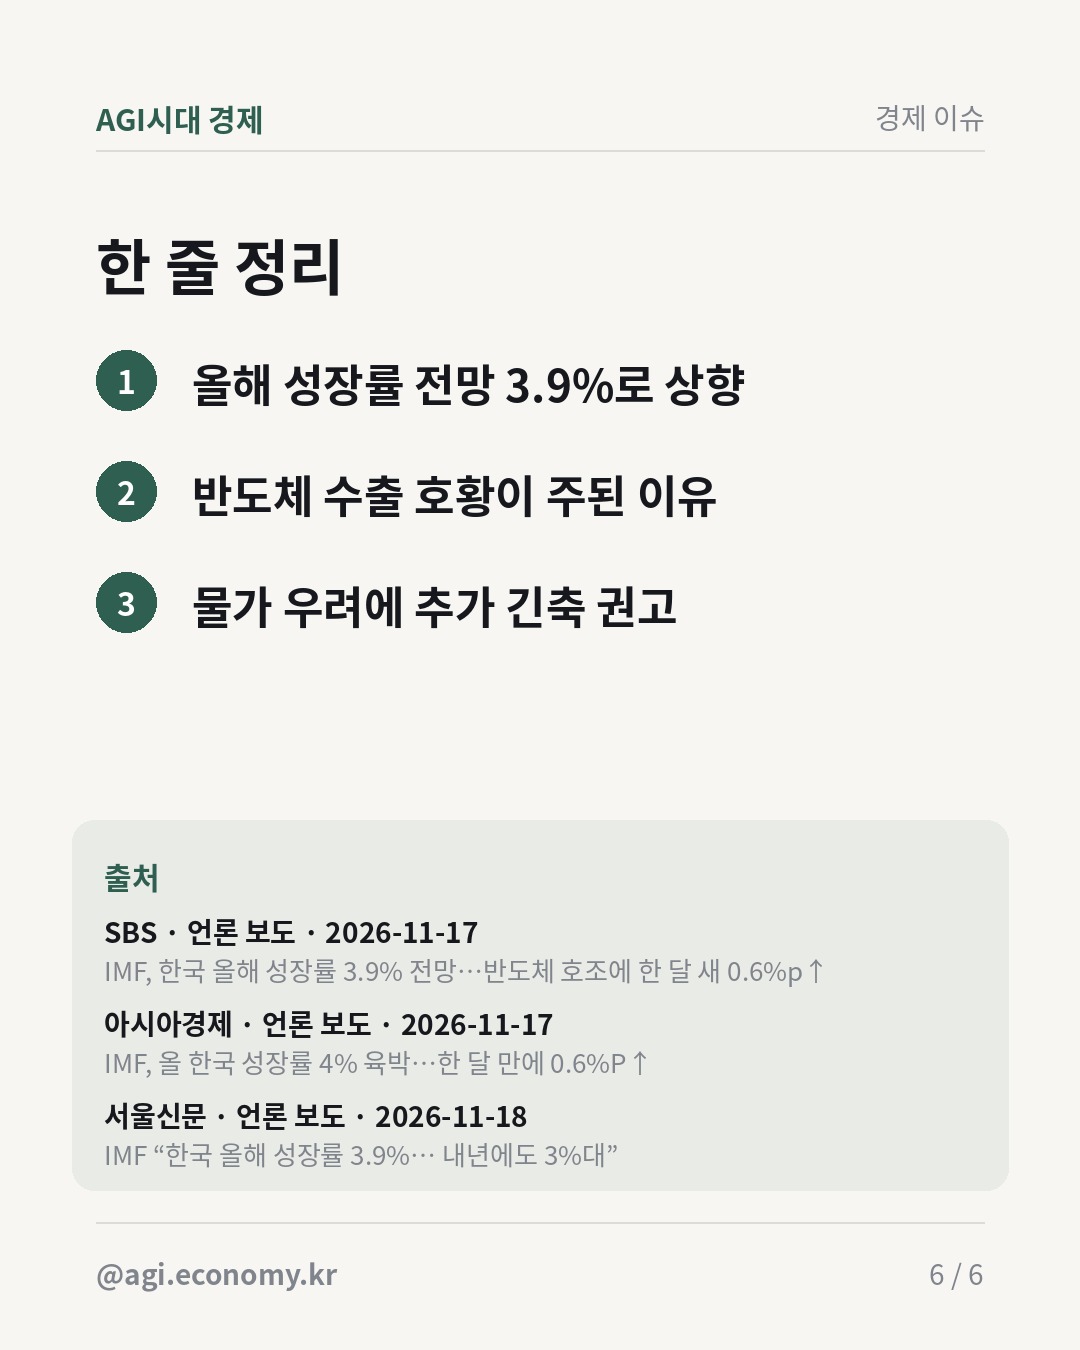 AGI시대 경제
경제 이슈
한 줄 정리
1 올해 성장률 전망 3.9%로 상향
2 반도체 수출 호황이 주된 이유
3 물가 우려에 추가 긴축 권고
출처
SBS · 언론 보도 · 2026-11-17
IMF, 한국 올해 성장률 3.9% 전망…반도체 호조에 한 달 새 0.6%p↑
아시아경제 · 언론 보도 · 2026-11-17
IMF, 올 한국 성장률 4% 육박…한 달 만에 0.6%P↑
서울신문 · 언론 보도 · 2026-11-18
IMF “한국 올해 성장률 3.9%… 내년에도 3%대”
@agi.economy.kr
6 / 6